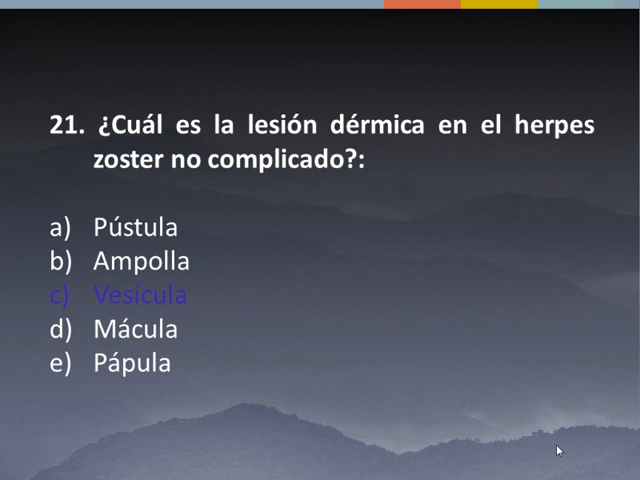 21. ¿Cuál es la lesión dérmica en el herpes
zoster no complicado?:
a) Pústula
b) Ampolla
c) Vesícula
d) Mácula
e) Pápula